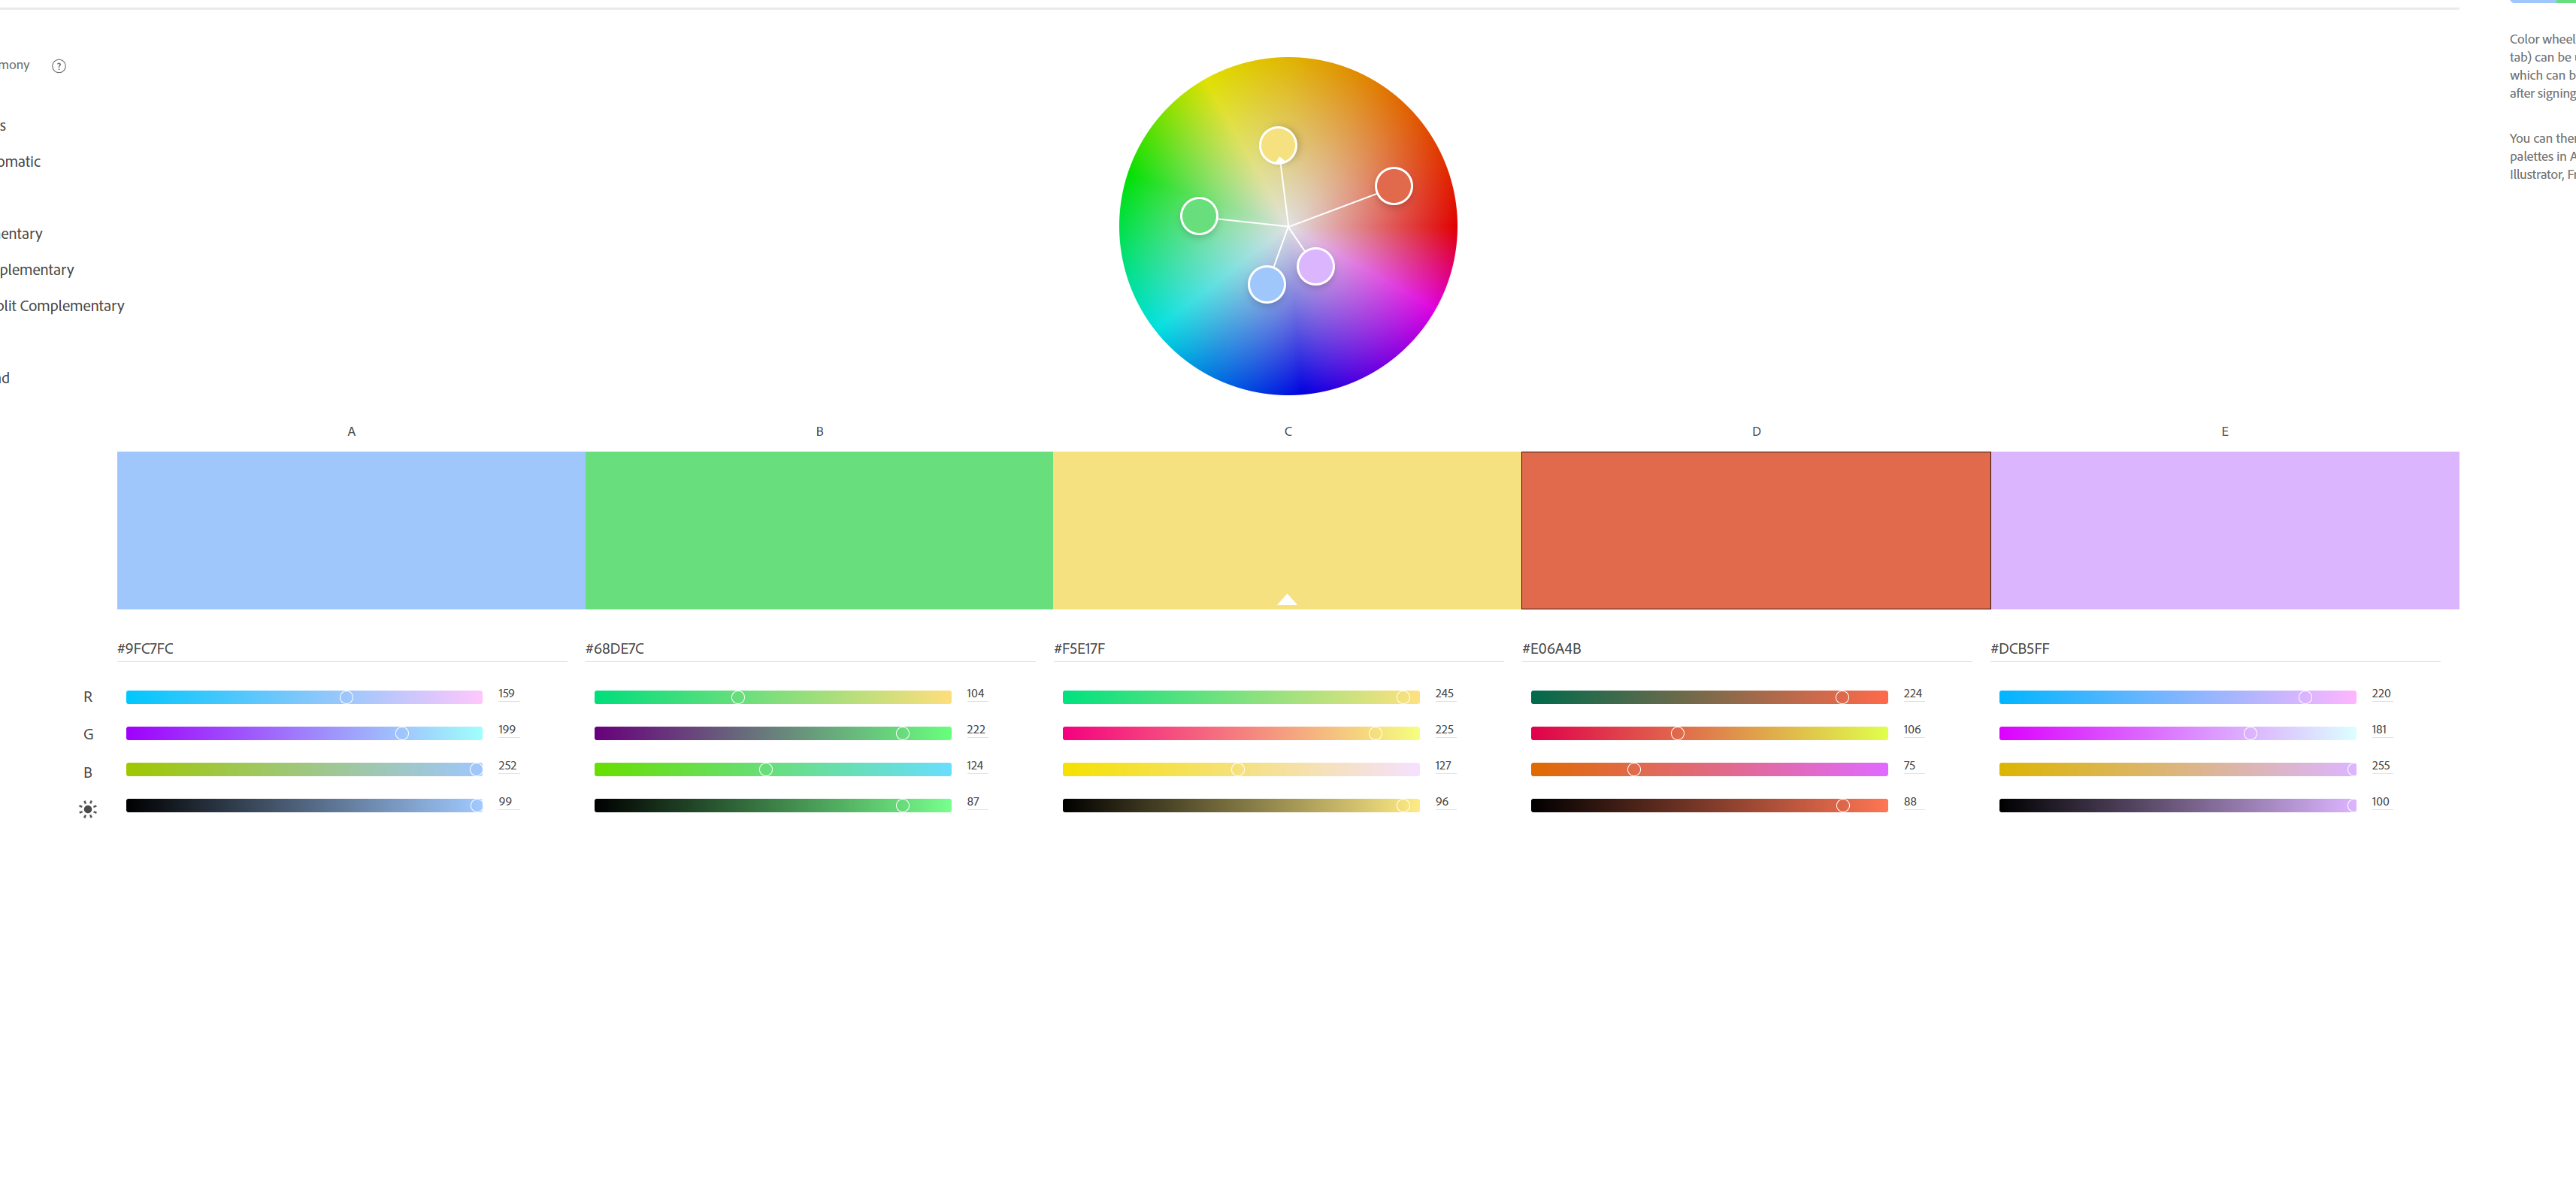 mony ?
s
omatic
entary
plementary
plit Complementary
d
Color wheel
tab) can be
which can b
after signing
You can the
palettes in A
Illustrator, F
A B C D E
#9FC7FC #68DE7C #F5E17F #E06A4B #DCB5FF
R 159 104 245 224 220
G 199 222 225 106 181
B 252 124 127 75 255
99 87 96 88 100